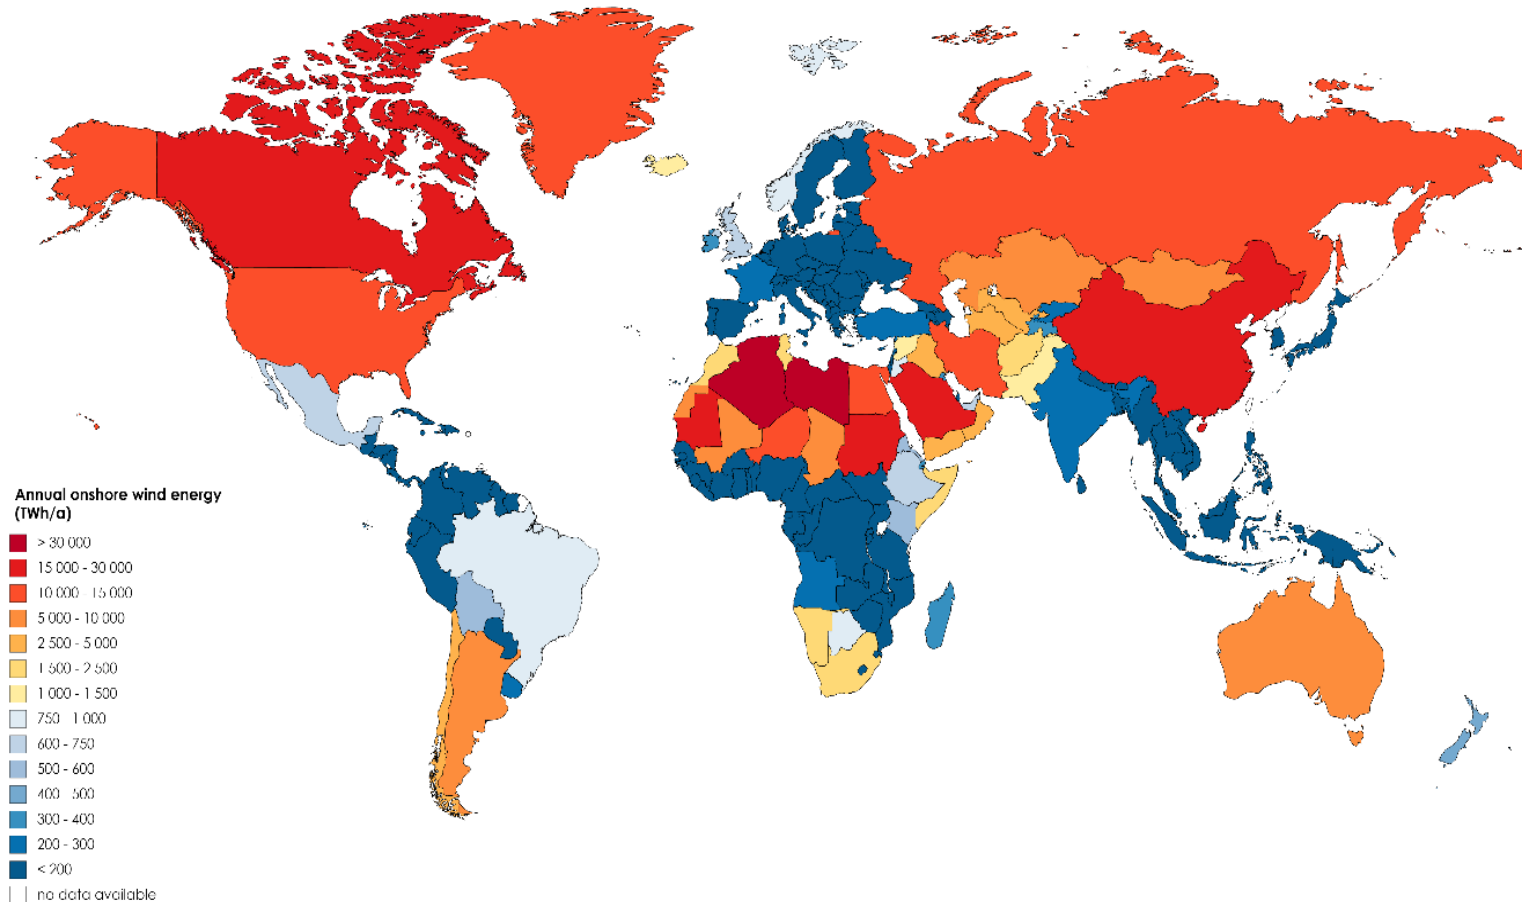 Annual onshore wind energy
(TWh/a)
> 30 000
15 000 - 30 000
10 000 - 15 000
5 000 - 10 000
2 500 - 5 000
1 500 - 2 500
1 000 - 1 500
750 - 1 000
600 - 750
500 - 600
400 - 500
300 - 400
200 - 300
< 200
no data available